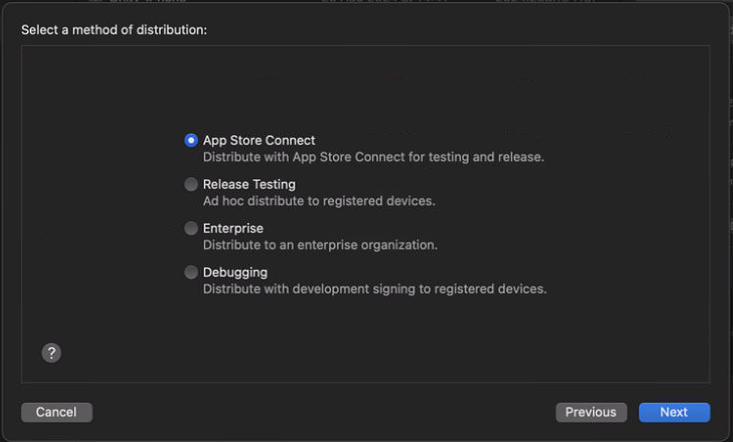 Select a method of distribution:
App Store Connect
Distribute with App Store Connect for testing and release.
Release Testing
Ad hoc distribute to registered devices.
Enterprise
Distribute to an enterprise organization.
Debugging
Distribute with development signing to registered devices.
?
Cancel
Previous
Next